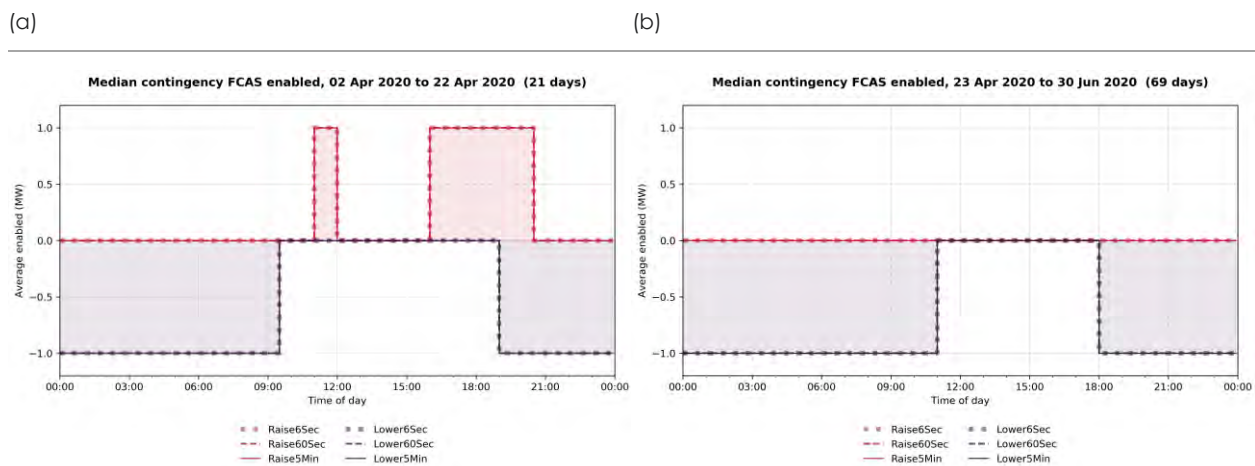 (a)
(b)
Median contingency FCAS enabled, 02 Apr 2020 to 22 Apr 2020 (21 days)
1.0
0.5
0.0
−0.5
−1.0
Average enabled (MW)
00:00 03:00 06:00 09:00 12:00 15:00 18:00 21:00 00:00
Time of day
Raise6Sec Lower6Sec
Raise60Sec Lower60Sec
Raise5Min Lower5Min
Median contingency FCAS enabled, 23 Apr 2020 to 30 Jun 2020 (69 days)
1.0
0.5
0.0
−0.5
−1.0
Average enabled (MW)
00:00 03:00 06:00 09:00 12:00 15:00 18:00 21:00 00:00
Time of day
Raise6Sec Lower6Sec
Raise60Sec Lower60Sec
Raise5Min Lower5Min